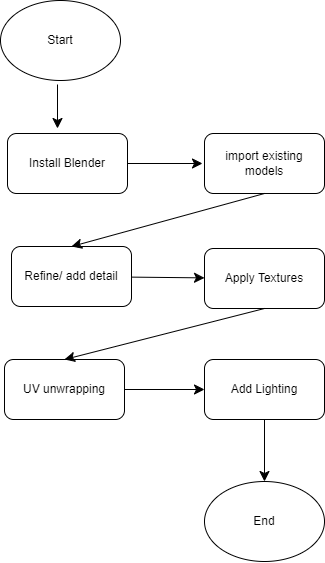 Start
Install Blender
import existing
models
Refine/ add detail
Apply Textures
UV unwrapping
Add Lighting
End